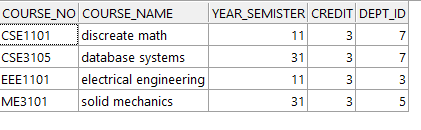 COURSE_NO COURSE_NAME YEAR_SEMISTER CREDIT DEPT_ID
CSE1101 discreate math 11 3 7
CSE3105 database systems 31 3 7
EEE1101 electrical engineering 11 3 3
ME3101 solid mechanics 31 3 5